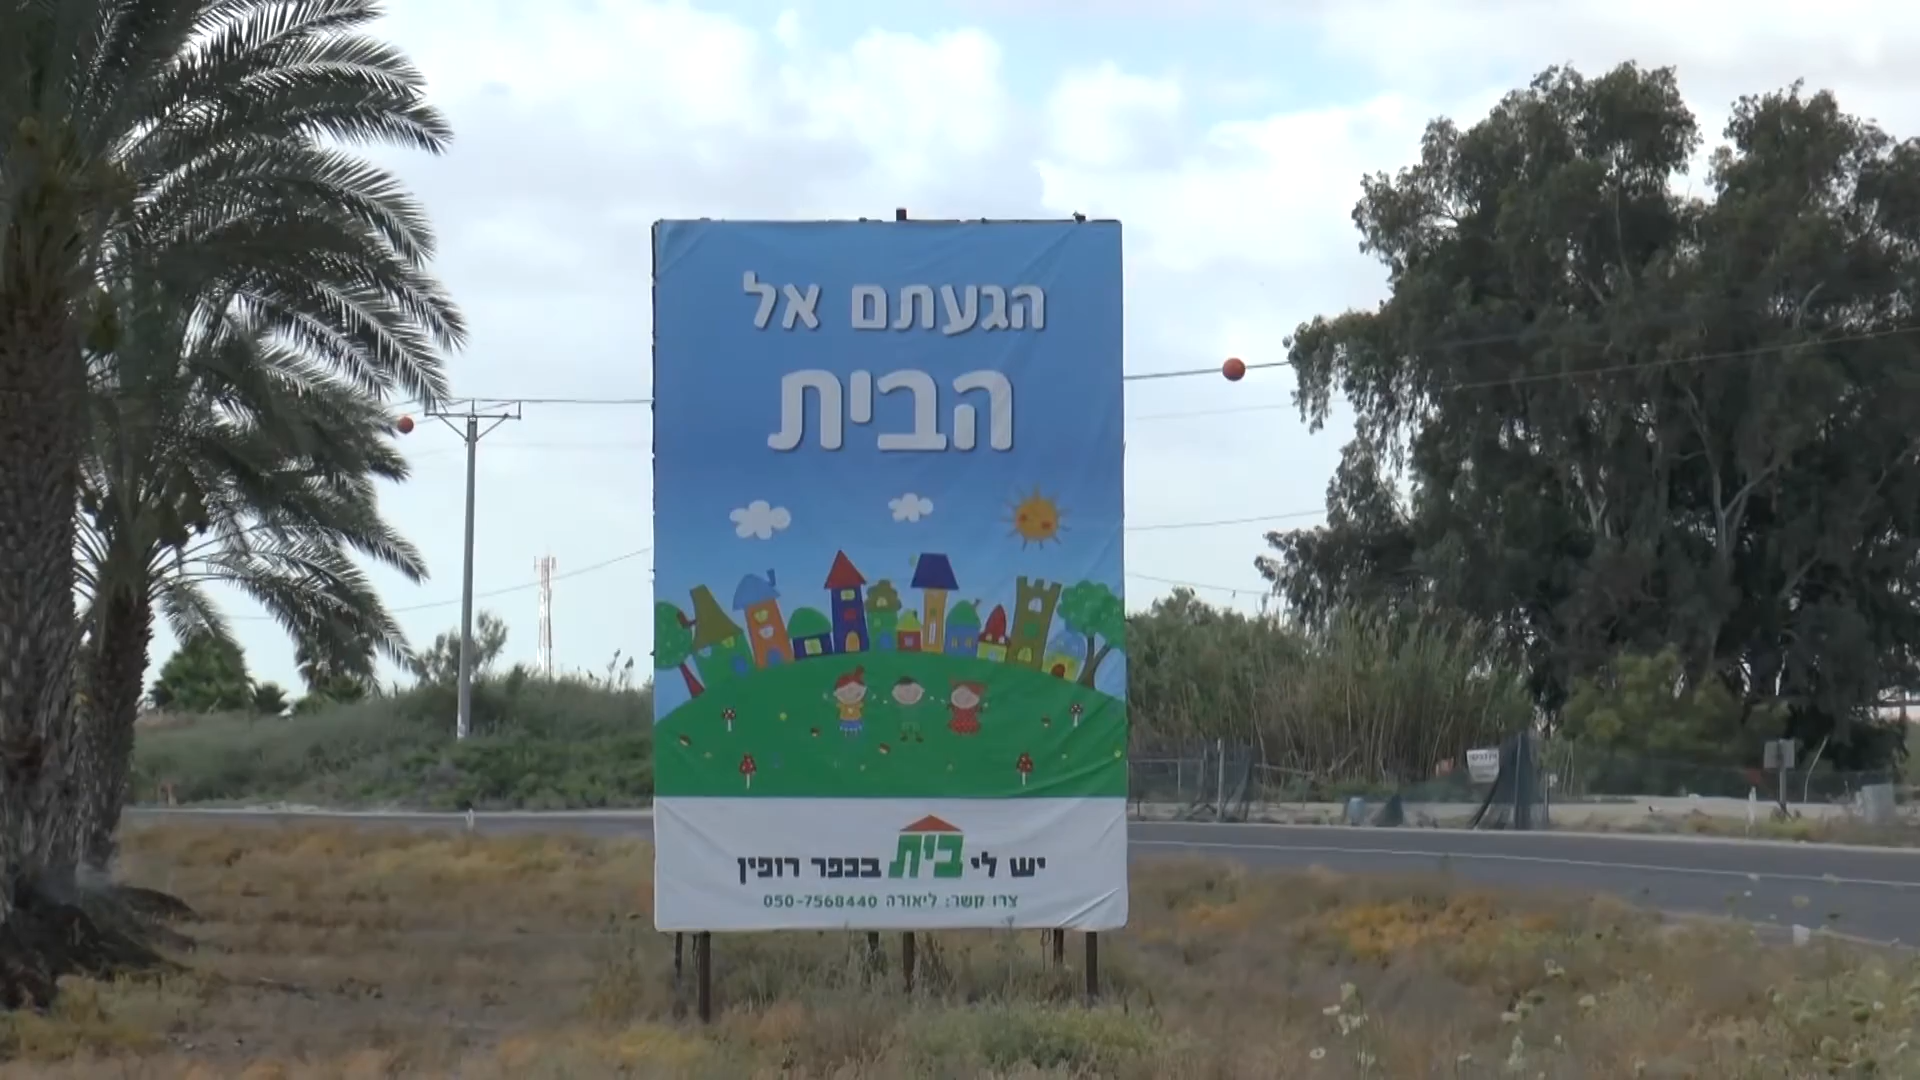 הגעתם אל
הבית
יש לי בית בכפר רופין
צרו קשר: ליאורה 050-7568440